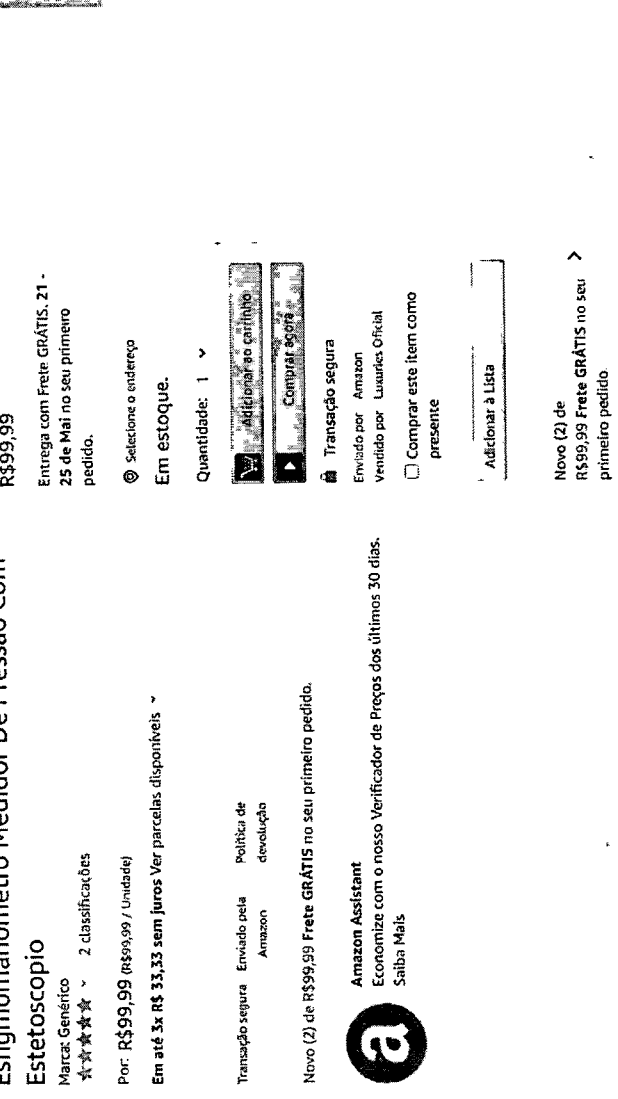 Esfigmomanômetro Medidor De Pressão Com
Estetoscopio
Marca: Genérico
2 classificações
Por: R$99,99 (R$99,99 / Unidade)
Em até 3x R$ 33,33 sem juros Ver parcelas disponíveis
Transação segura
Enviado pela
Amazon
Política de
devolução
Novo (2) de R$99,99 Frete GRÁTIS no seu primeiro pedido.
a
Amazon Assistant
Economize com o nosso Verificador de Preços dos últimos 30 dias.
Saiba Mais
R$99,99
Entrega com Frete GRÁTIS. 21 -
25 de Mai no seu primeiro
pedido.
Selecione o endereço
Em estoque.
Quantidade: 1
Adicionar ao carrinho
Comprar agora
Transação segura
Enviado por Amazon
Vendido por Luxuries Oficial
Comprar este item como
presente
Adicionar à Lista
Novo (2) de
R$99,99 Frete GRÁTIS no seu
primeiro pedido.